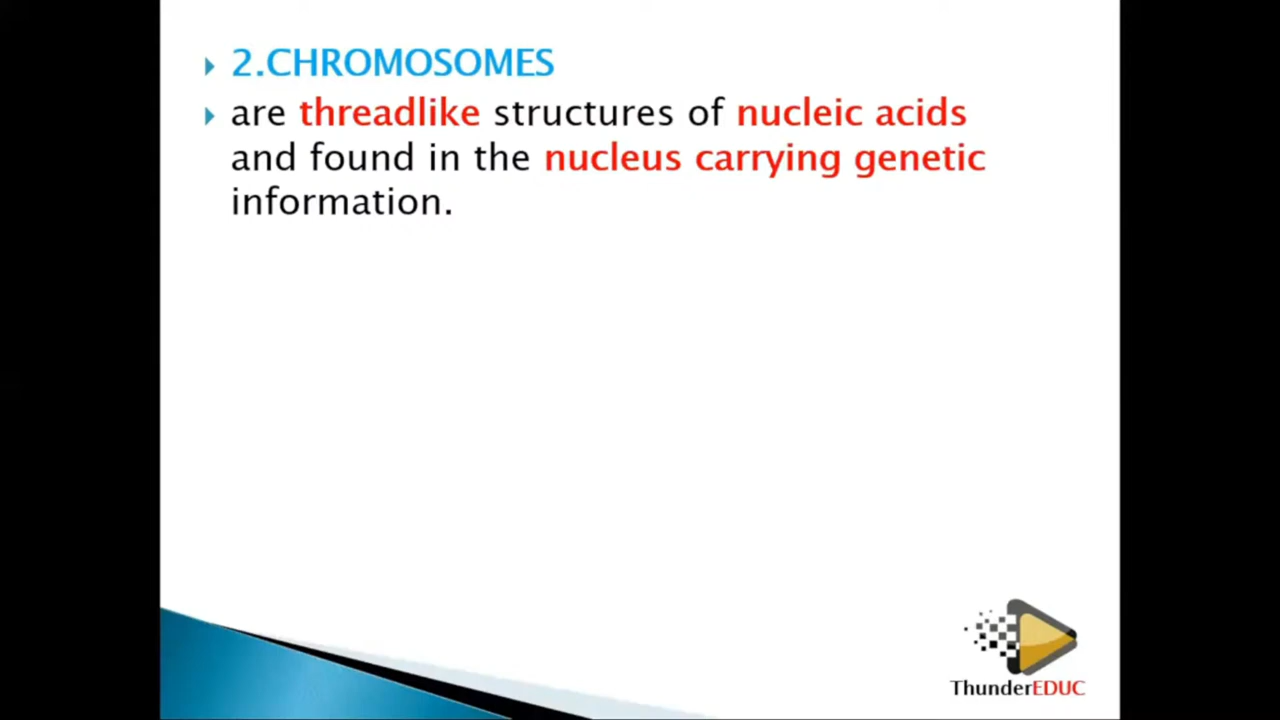 2.CHROMOSOMES
are threadlike structures of nucleic acids
and found in the nucleus carrying genetic
information.
ThunderEDUC